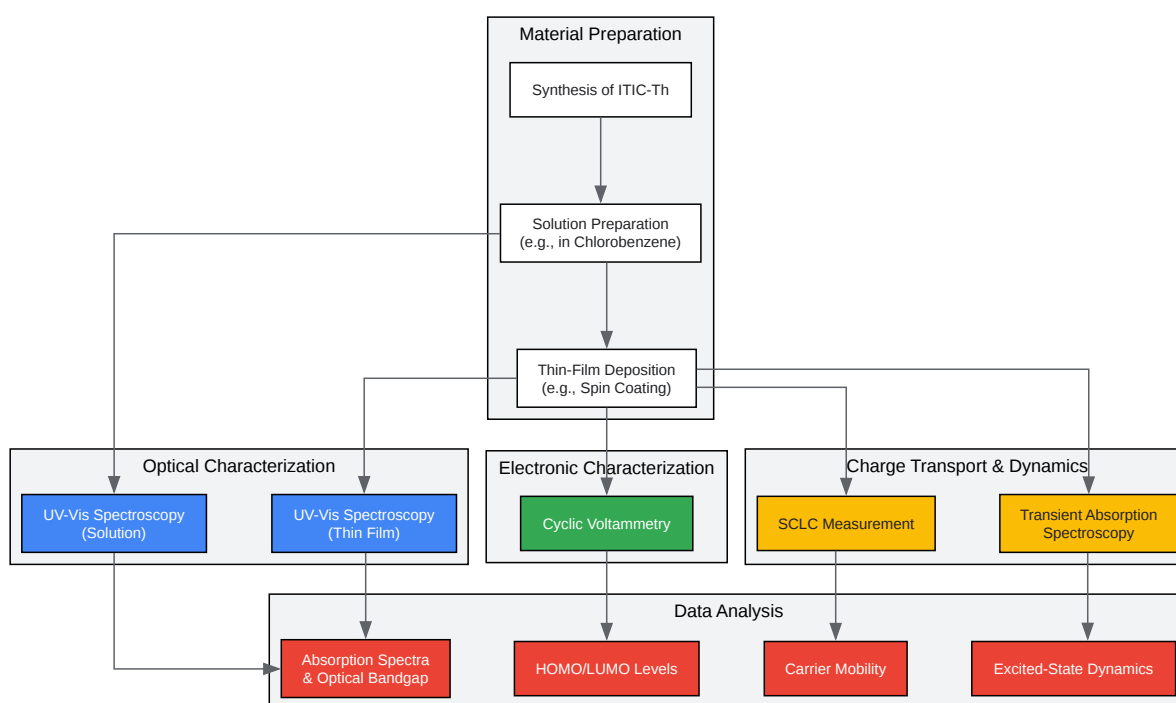 Material Preparation
Synthesis of ITIC-Th
Solution Preparation
(e.g., in Chlorobenzene)
Thin-Film Deposition
(e.g., Spin Coating)
Optical Characterization
UV-Vis Spectroscopy
(Solution)
UV-Vis Spectroscopy
(Thin Film)
Electronic Characterization
Cyclic Voltammetry
Charge Transport & Dynamics
SCLC Measurement
Transient Absorption
Spectroscopy
Data Analysis
Absorption Spectra
& Optical Bandgap
HOMO/LUMO Levels
Carrier Mobility
Excited-State Dynamics